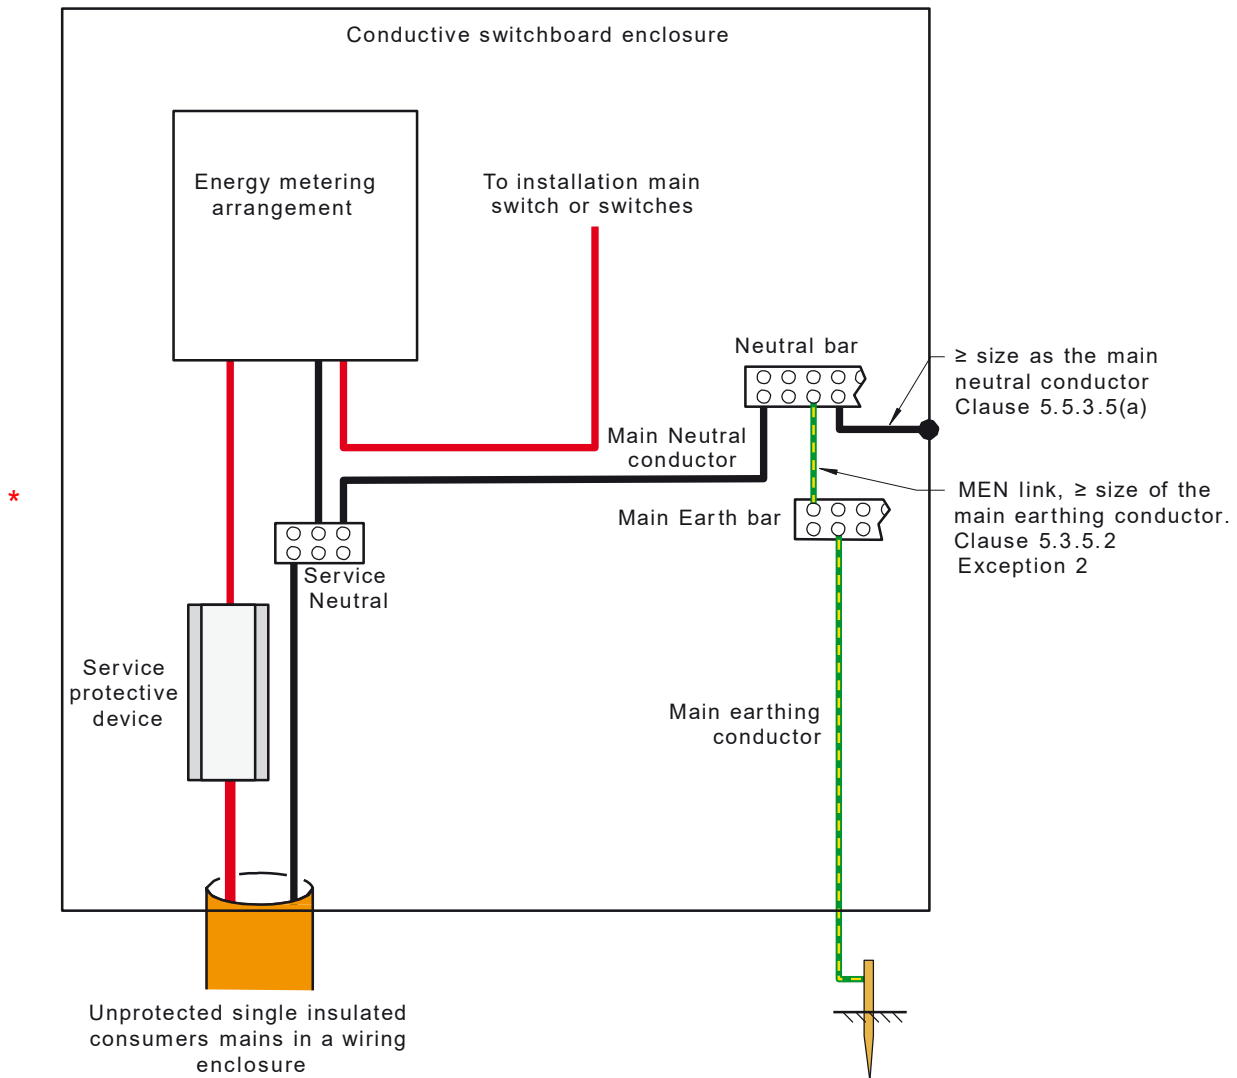 Conductive switchboard enclosure
Energy metering
arrangement
To installation main
switch or switches
Neutral bar
≥ size as the main
neutral conductor
Clause 5.5.3.5(a)
Main Neutral
conductor
*
MEN link, ≥ size of the
main earthing conductor.
Clause 5.3.5.2
Exception 2
Main Earth bar
Service
Neutral
Service
protective
device
Main earthing
conductor
Unprotected single insulated
consumers mains in a wiring
enclosure